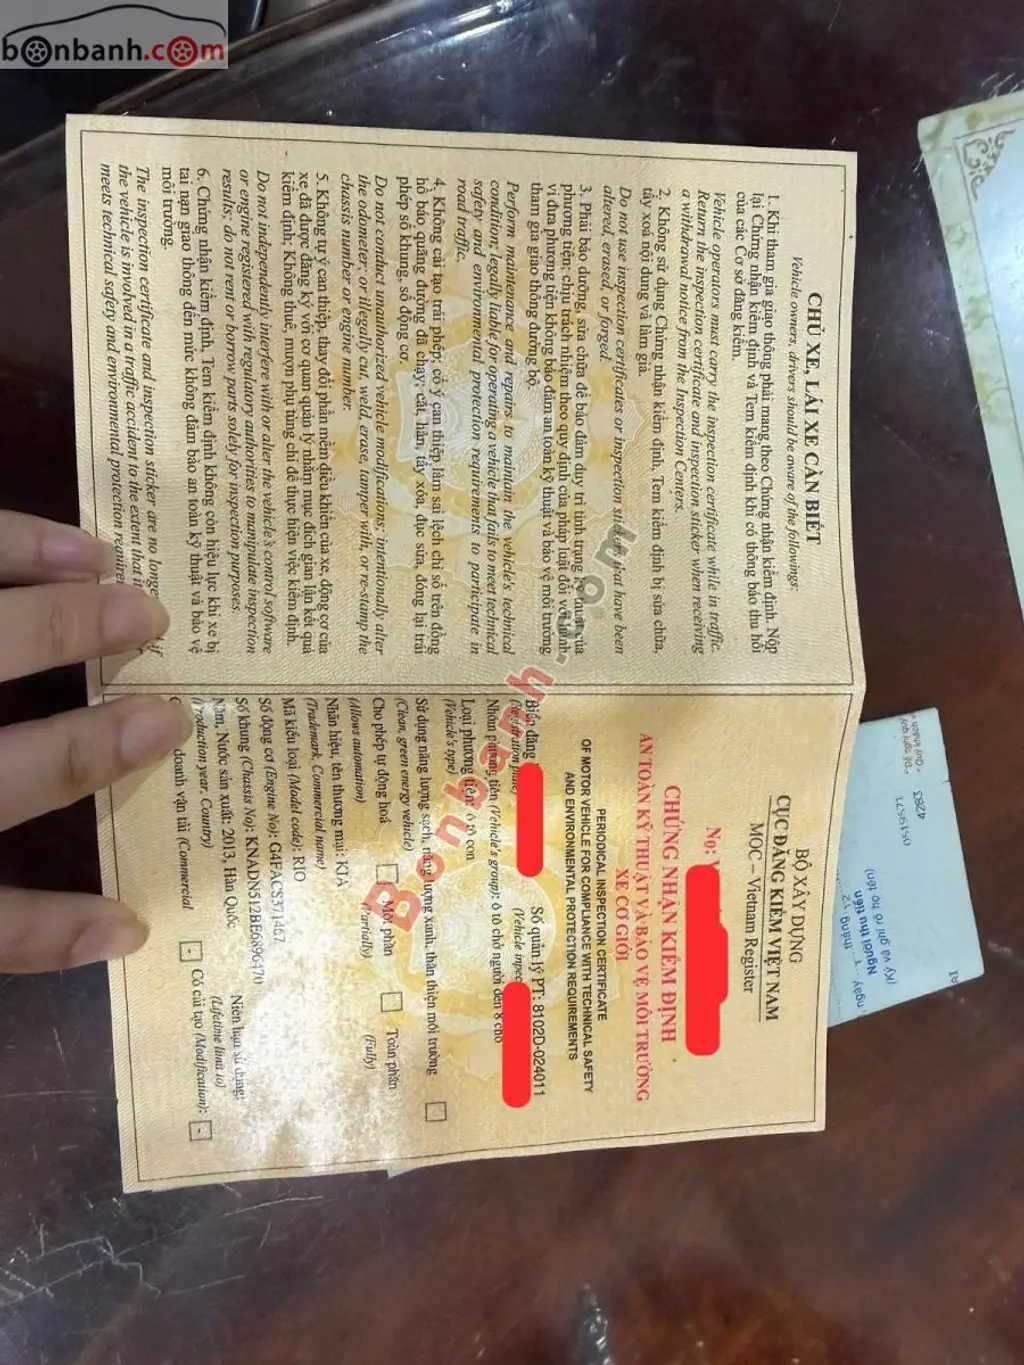 bonbanh.com
CHỦ XE, LÁI XE CẦN BIẾT
Vehicle owners, drivers should be aware of the followings:
1. Khi tham gia giao thông phải mang theo Chứng nhận kiểm định. Nộp
lại Chứng nhận kiểm định và Tem kiểm định khi có thông báo thu hồi
của các Cơ sở đăng kiểm.
Vehicle operators must carry the inspection certificate while in traffic.
Return the inspection certificate and inspection sticker when receiving
a withdrawal notice from the Inspection Centers.
2. Không sử dụng Chứng nhận kiểm định, Tem kiểm định bị sửa chữa,
tẩy xoá nội dung và làm giả.
Do not use inspection certificates or inspection stickers that have been
altered, erased, or forged.
3. Phải bảo dưỡng, sửa chữa để bảo đảm duy trì tình trạng kỹ thuật của
phương tiện; chịu trách nhiệm theo quy định của pháp luật đối với hành
vi đưa phương tiện không bảo đảm an toàn kỹ thuật và bảo vệ môi trường
tham gia giao thông đường bộ.
Perform maintenance and repairs to maintain the vehicle's technical
condition; legally liable for operating a vehicle that fails to meet technical
safety and environmental protection requirements to participate in
road traffic.
4. Không cải tạo trái phép; cố ý can thiệp làm sai lệch chỉ số trên đồng
hồ báo quãng đường đã chạy; cắt, hàn, tẩy xóa, đục sửa, đóng lại trái
phép số khung, số động cơ.
Do not conduct unauthorized vehicle modifications; intentionally alter
the odometer; or illegally cut, weld, erase, tamper with, or re-stamp the
chassis number or engine number.
5. Không tự ý can thiệp, thay đổi phần mềm điều khiển của xe, động cơ của
xe đã được đăng ký với cơ quan quản lý nhằm mục đích gian lận kết quả
kiểm định; Không thuê, mượn phụ tùng chỉ để thực hiện việc kiểm định.
Do not independently interfere with or alter the vehicle's control software
or engine registered with regulatory authorities to manipulate inspection
results; do not rent or borrow parts solely for inspection purposes.
6. Chứng nhận kiểm định, Tem kiểm định không còn hiệu lực khi xe bị
tai nạn giao thông đến mức không đảm bảo an toàn kỹ thuật và bảo vệ
môi trường.
The inspection certificate and inspection sticker are no longe if
the vehicle is involved in a traffic accident to the extent that it
meets technical safety and environmental protection require
BỘ XÂY DỰNG
CỤC ĐĂNG KIỂM VIỆT NAM
MOC – Vietnam Register
No:
CHỨNG NHẬN KIỂM ĐỊNH
AN TOÀN KỸ THUẬT VÀ BẢO VỆ MÔI TRƯỜNG
XE CƠ GIỚI
PERIODICAL INSPECTION CERTIFICATE
OF MOTOR VEHICLE FOR COMPLIANCE WITH TECHNICAL SAFETY
AND ENVIRONMENTAL PROTECTION REQUIREMENTS
Biển đăng Số quản lý PT: 8102D-024011
(Registration plate) (Vehicle inspec
Nhóm phương tiện (Vehicle's group): ô tô chở người đến 8 chỗ
Loại phương tiện: ô tô con
(Vehicle's type)
Sử dụng năng lượng sạch, năng lượng xanh, thân thiện môi trường
(Clean, green energy vehicle)
Cho phép tự động hoá Một phần Toàn phần
(Allows automation) (Partially) (Fully)
Nhãn hiệu, tên thương mại: KIA
(Trademark, Commercial name)
Mã kiểu loại (Model code): RIO
Số động cơ (Engine No): G4FACS371467
Số khung (Chassis No): KNADN512BE6896470
Năm, Nước sản xuất: 2013, Hàn Quốc Niên hạn sử dụng:
(Production year, Country) (Lifetime limit to)
doanh vận tải (Commercial - Có cải tạo (Modification): -
Bonbanh.com
0519571
4283
ngày
tháng
Người thu tiền
(Ký và ghi rõ họ tên)